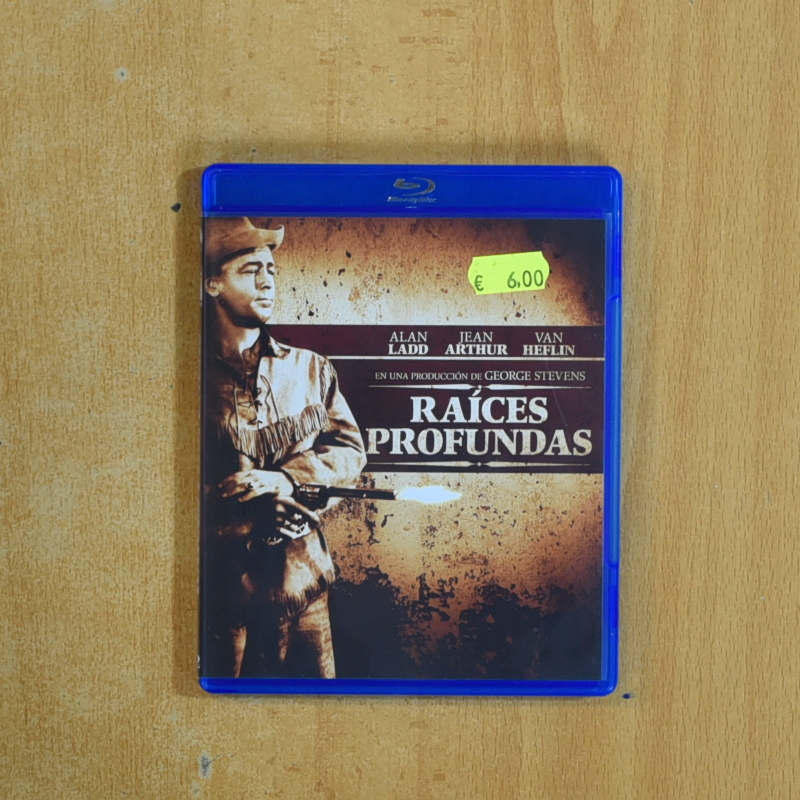 Blu-ray Disc
€ 6,00
ALAN LADD JEAN ARTHUR VAN HEFLIN
EN UNA PRODUCCIÓN DE GEORGE STEVENS
RAÍCES
PROFUNDAS